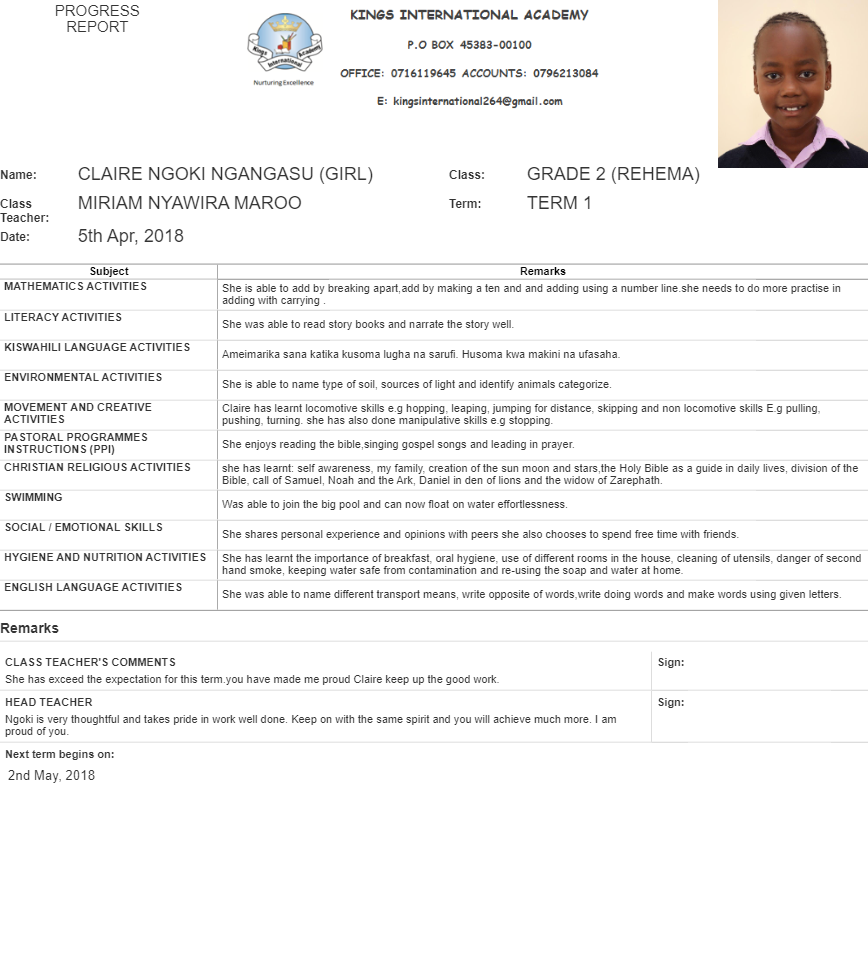 PROGRESS
REPORT
Kings Academy
International
Nurturing Excellence
KINGS INTERNATIONAL ACADEMY
P.O BOX 45383-00100
OFFICE: 0716119645 ACCOUNTS: 0796213084
E: kingsinternational264@gmail.com
Name: CLAIRE NGOKI NGANGASU (GIRL) Class: GRADE 2 (REHEMA)
Class Teacher: MIRIAM NYAWIRA MAROO Term: TERM 1
Date: 5th Apr, 2018
Subject Remarks
MATHEMATICS ACTIVITIES
She is able to add by breaking apart,add by making a ten and and adding using a number line.she needs to do more practise in
adding with carrying .
LITERACY ACTIVITIES
She was able to read story books and narrate the story well.
KISWAHILI LANGUAGE ACTIVITIES
Ameimarika sana katika kusoma lugha na sarufi. Husoma kwa makini na ufasaha.
ENVIRONMENTAL ACTIVITIES
She is able to name type of soil, sources of light and identify animals categorize.
MOVEMENT AND CREATIVE
ACTIVITIES
Claire has learnt locomotive skills e.g hopping, leaping, jumping for distance, skipping and non locomotive skills E.g pulling,
pushing, turning. she has also done manipulative skills e.g stopping.
PASTORAL PROGRAMMES
INSTRUCTIONS (PPI)
She enjoys reading the bible,singing gospel songs and leading in prayer.
CHRISTIAN RELIGIOUS ACTIVITIES
she has learnt: self awareness, my family, creation of the sun moon and stars,the Holy Bible as a guide in daily lives, division of the
Bible, call of Samuel, Noah and the Ark, Daniel in den of lions and the widow of Zarephath.
SWIMMING
Was able to join the big pool and can now float on water effortlessness.
SOCIAL / EMOTIONAL SKILLS
She shares personal experience and opinions with peers she also chooses to spend free time with friends.
HYGIENE AND NUTRITION ACTIVITIES
She has learnt the importance of breakfast, oral hygiene, use of different rooms in the house, cleaning of utensils, danger of second
hand smoke, keeping water safe from contamination and re-using the soap and water at home.
ENGLISH LANGUAGE ACTIVITIES
She was able to name different transport means, write opposite of words,write doing words and make words using given letters.
Remarks
CLASS TEACHER'S COMMENTS Sign:
She has exceed the expectation for this term.you have made me proud Claire keep up the good work.
HEAD TEACHER Sign:
Ngoki is very thoughtful and takes pride in work well done. Keep on with the same spirit and you will achieve much more. I am
proud of you.
Next term begins on:
2nd May, 2018